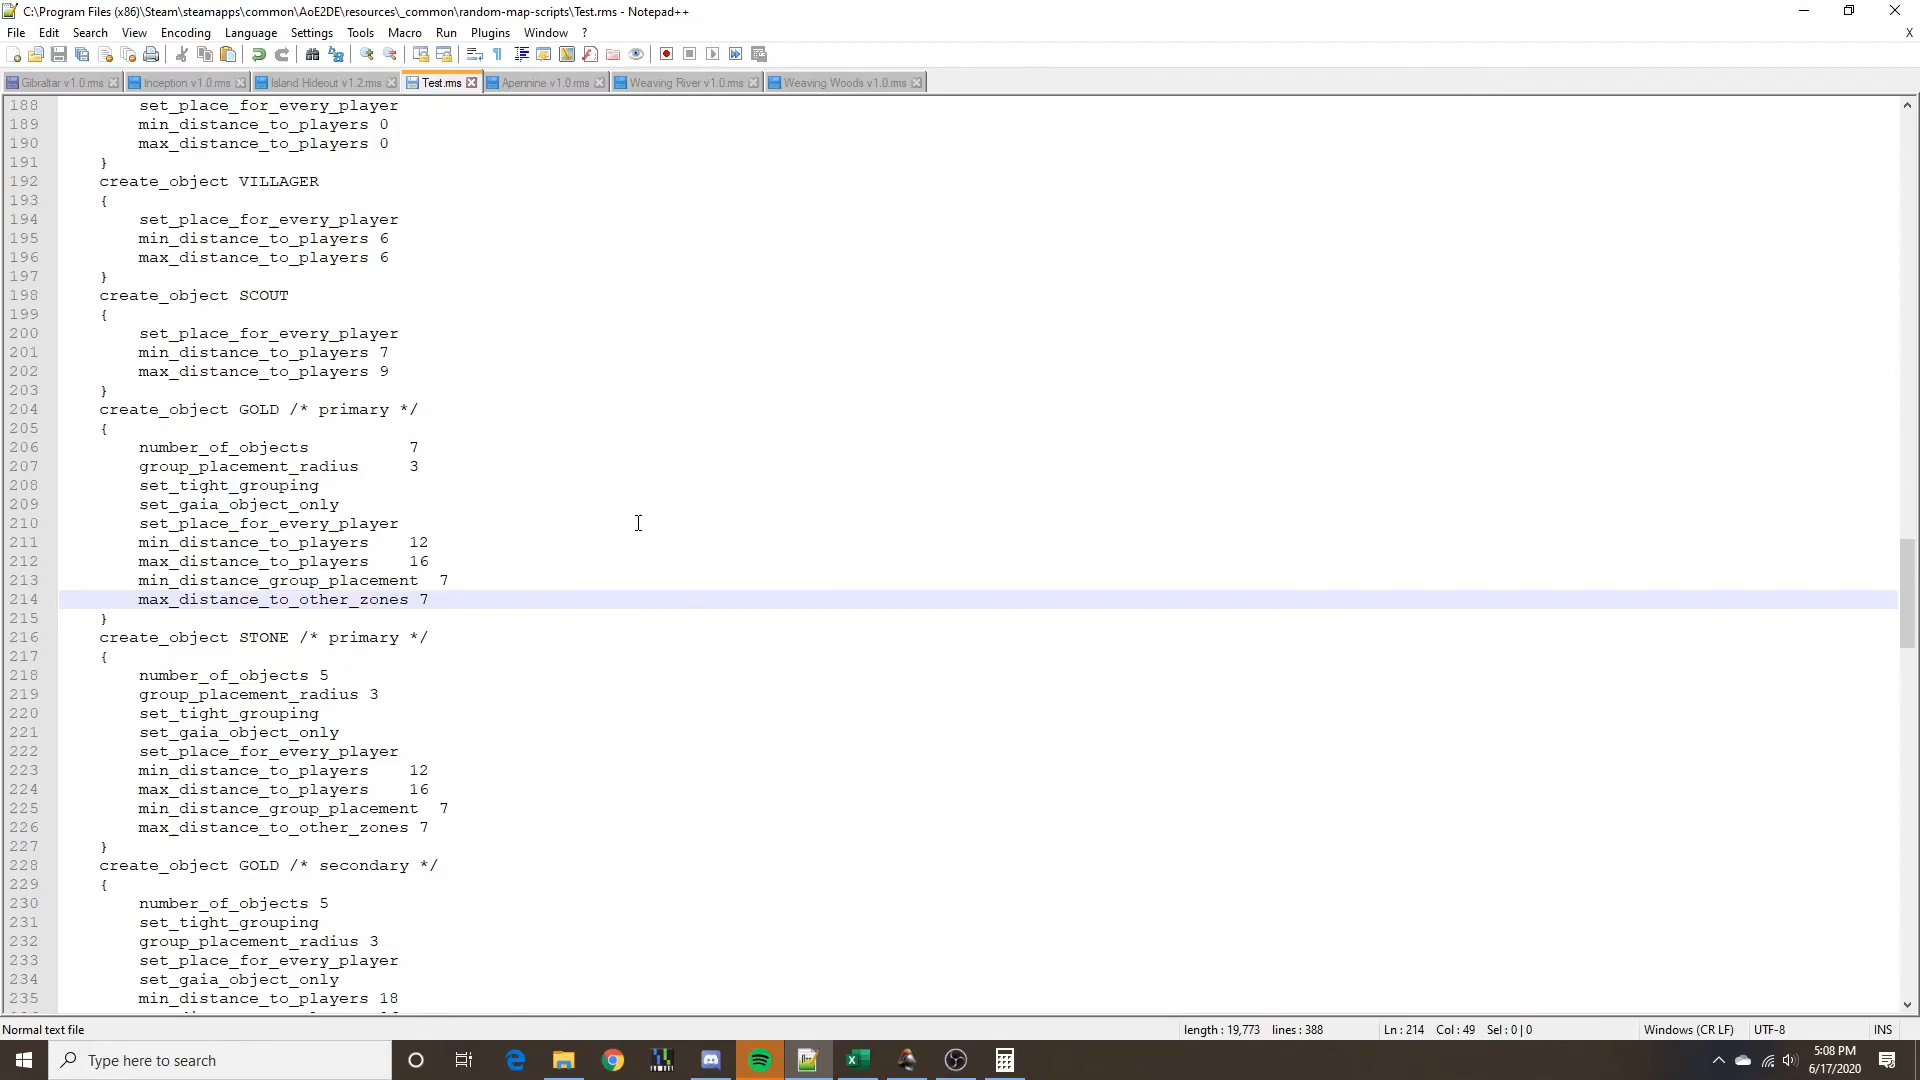 C:\Program Files (x86)\Steam\steamapps\common\AoE2DE\resources\_common\random-map-scripts\Test.rms - Notepad++
File Edit Search View Encoding Language Settings Tools Macro Run Plugins Window ? X
Gibraltar v1.0.rms Inception v1.0.rms Island Hideout v1.2.rms Test.rms Apennine v1.0.rms Weaving River v1.0.rms Weaving Woods v1.0.rms
188 set_place_for_every_player
189 min_distance_to_players 0
190 max_distance_to_players 0
191 }
192 create_object VILLAGER
193 {
194 set_place_for_every_player
195 min_distance_to_players 6
196 max_distance_to_players 6
197 }
198 create_object SCOUT
199 {
200 set_place_for_every_player
201 min_distance_to_players 7
202 max_distance_to_players 9
203 }
204 create_object GOLD /* primary */
205 {
206 number_of_objects 7
207 group_placement_radius 3
208 set_tight_grouping
209 set_gaia_object_only
210 set_place_for_every_player
211 min_distance_to_players 12
212 max_distance_to_players 16
213 min_distance_group_placement 7
214 max_distance_to_other_zones 7
215 }
216 create_object STONE /* primary */
217 {
218 number_of_objects 5
219 group_placement_radius 3
220 set_tight_grouping
221 set_gaia_object_only
222 set_place_for_every_player
223 min_distance_to_players 12
224 max_distance_to_players 16
225 min_distance_group_placement 7
226 max_distance_to_other_zones 7
227 }
228 create_object GOLD /* secondary */
229 {
230 number_of_objects 5
231 set_tight_grouping
232 group_placement_radius 3
233 set_place_for_every_player
234 set_gaia_object_only
235 min_distance_to_players 18
Normal text file length : 19,773 lines : 388 Ln : 214 Col : 49 Sel : 0 | 0 Windows (CR LF) UTF-8 INS
Type here to search
5:08 PM
6/17/2020